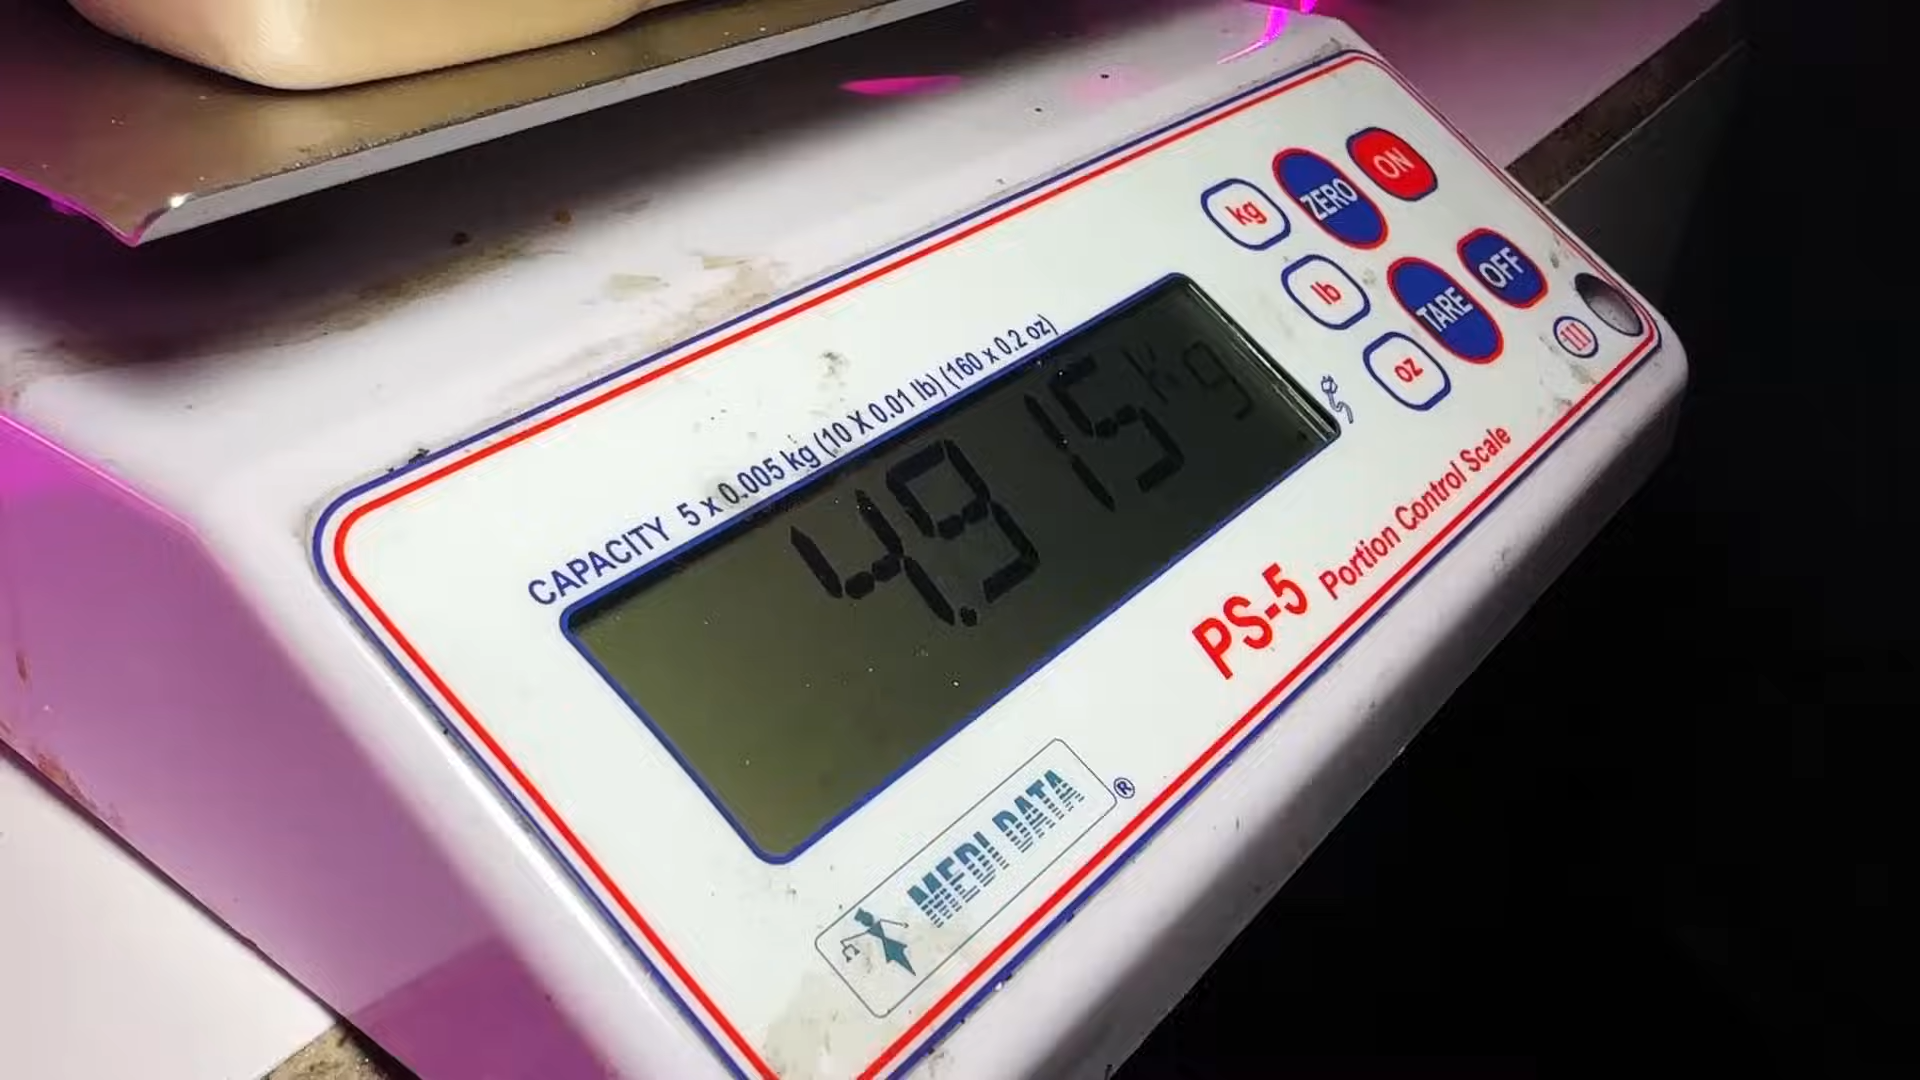 CAPACITY 5 x 0.005 kg (10 X 0.01 lb) (160 x 0.2 oz)
4.915 kg
kg
ZERO
ON
lb
TARE
OFF
oz
PS-5 Portion Control Scale
MEDI DATA ®